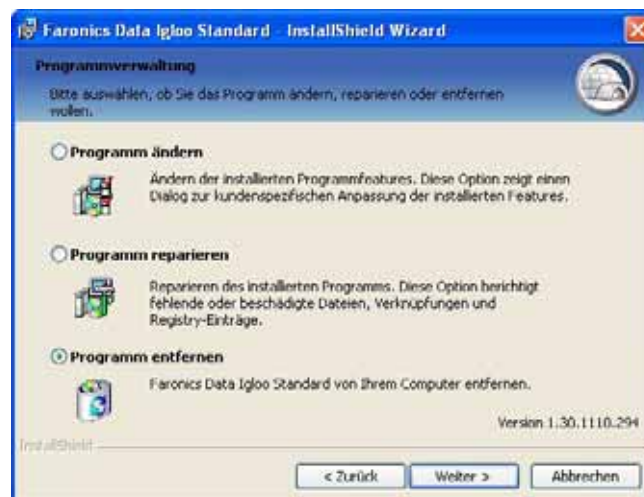 Faronics Data Igloo Standard - InstallShield Wizard
Programmverwaltung
Bitte auswählen, ob Sie das Programm ändern, reparieren oder entfernen
wollen.
Programm ändern
Ändern der installierten Programmfeatures. Diese Option zeigt einen
Dialog zur kundenspezifischen Anpassung der installierten Features.
Programm reparieren
Reparieren des installierten Programms. Diese Option berichtigt
fehlende oder beschädigte Dateien, Verknüpfungen und
Registry-Einträge.
Programm entfernen
Faronics Data Igloo Standard von Ihrem Computer entfernen.
Version 1.30.1110.294
InstallShield
< Zurück
Weiter >
Abbrechen